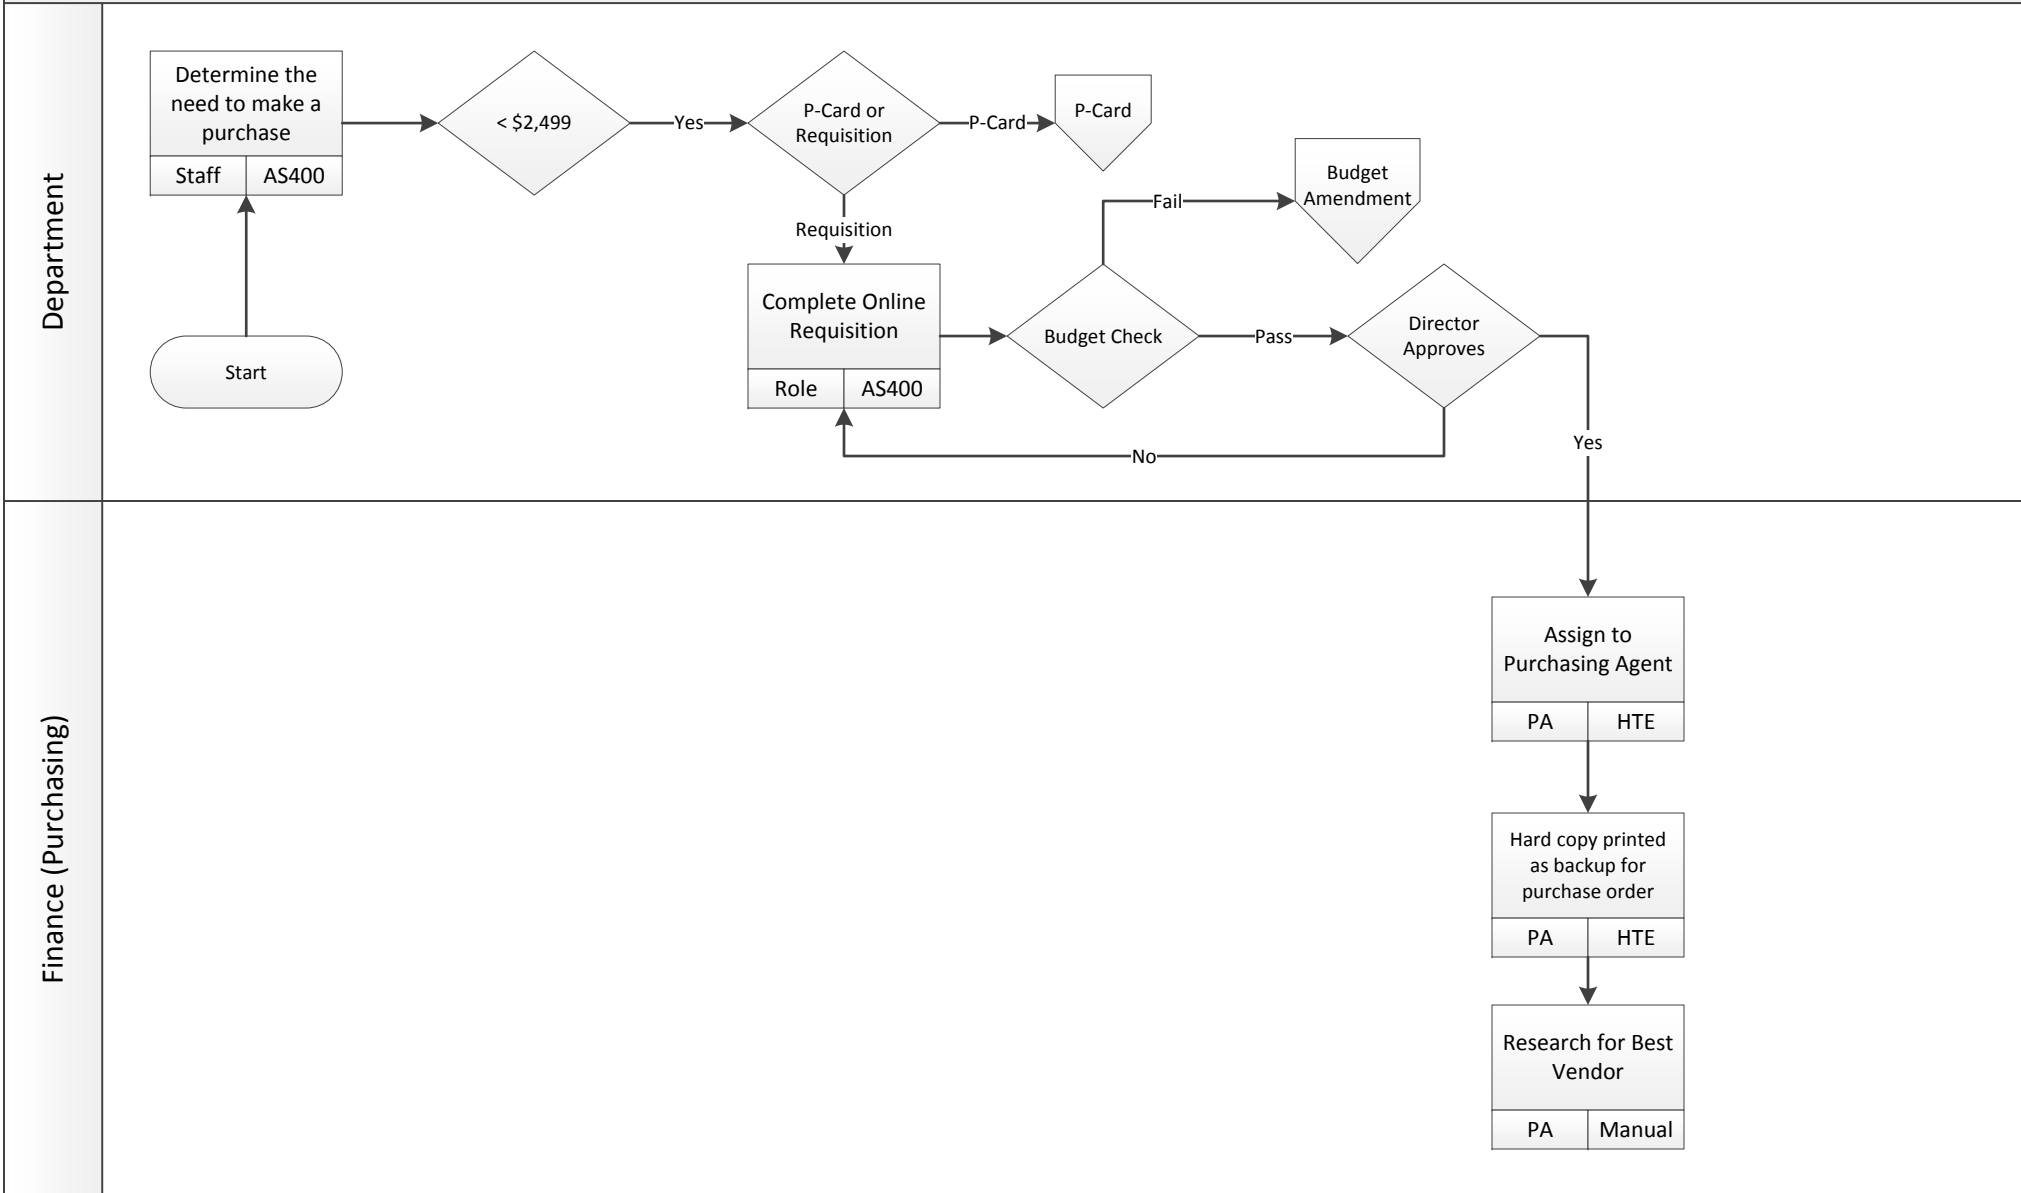 Department
Determine the
need to make a
purchase
Staff
AS400
Start
< $2,499
Yes
P-Card or
Requisition
P-Card
P-Card
Requisition
Complete Online
Requisition
Role
AS400
Budget Check
Fail
Budget
Amendment
Pass
Director
Approves
No
Yes
Finance (Purchasing)
Assign to
Purchasing Agent
PA
HTE
Hard copy printed
as backup for
purchase order
PA
HTE
Research for Best
Vendor
PA
Manual